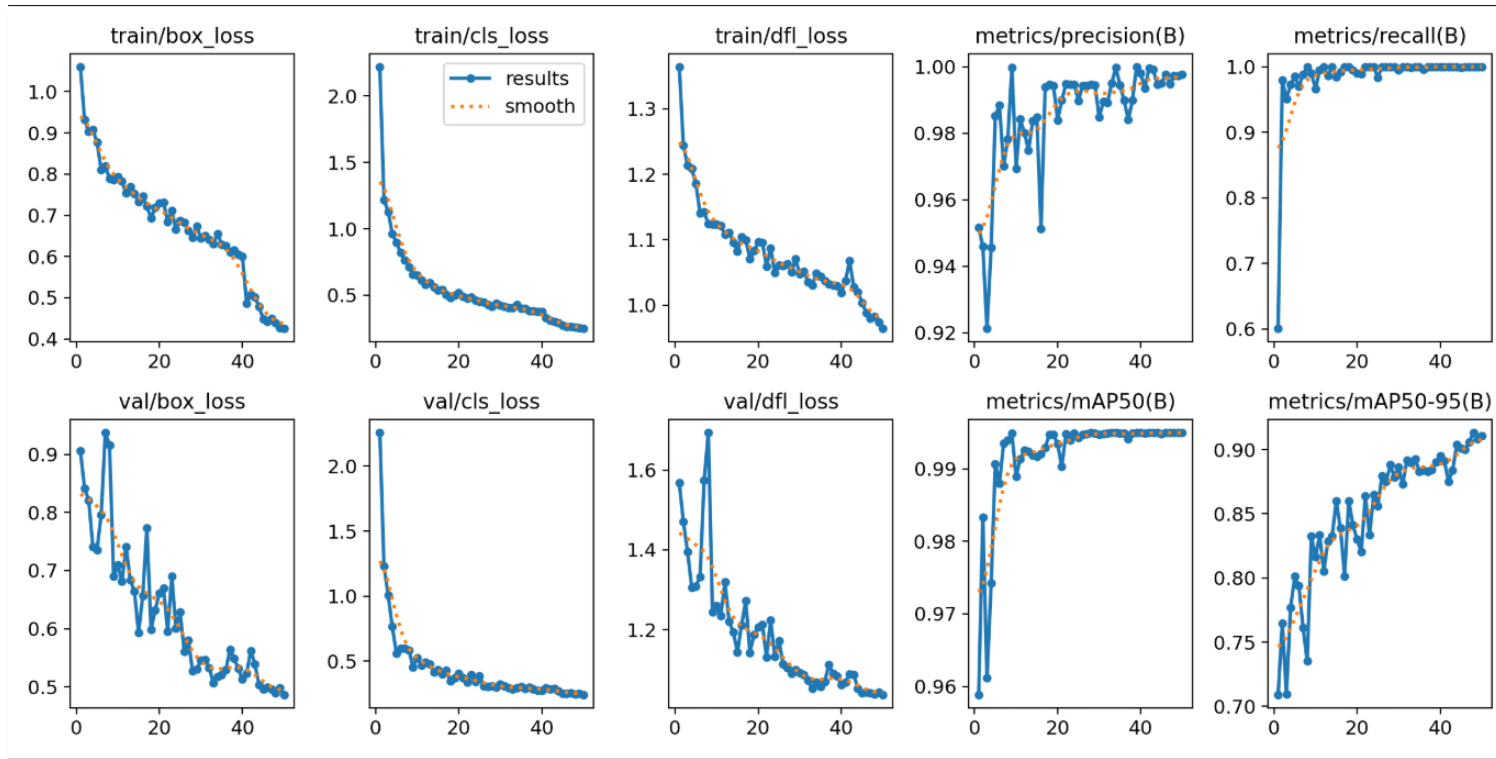 train/box_loss
train/cls_loss
train/dfl_loss
metrics/precision(B)
metrics/recall(B)
results
smooth
1.0
0.9
0.8
0.7
0.6
0.5
0.4
0 20 40
2.0
1.5
1.0
0.5
0 20 40
1.3
1.2
1.1
1.0
0 20 40
1.00
0.98
0.96
0.94
0.92
0 20 40
1.0
0.9
0.8
0.7
0.6
0 20 40
val/box_loss
val/cls_loss
val/dfl_loss
metrics/mAP50(B)
metrics/mAP50-95(B)
0.9
0.8
0.7
0.6
0.5
0 20 40
2.0
1.5
1.0
0.5
0 20 40
1.6
1.4
1.2
0 20 40
0.99
0.98
0.97
0.96
0 20 40
0.90
0.85
0.80
0.75
0.70
0 20 40